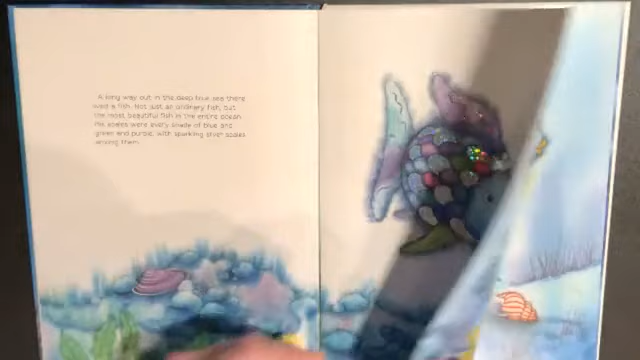 A long way out in the deep blue sea there
lived a fish. Not just an ordinary fish, but
the most beautiful fish in the entire ocean.
His scales were every shade of blue and
green and purple, with sparkling silver scales
among them.